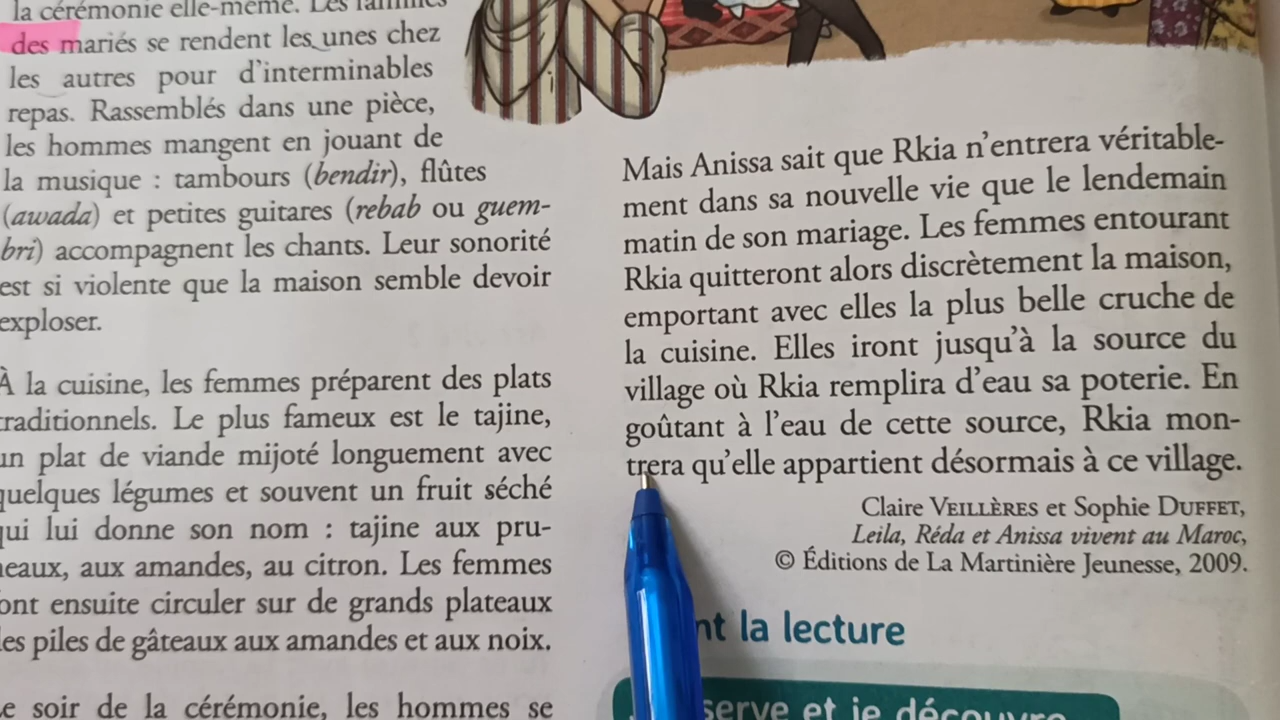 la cérémonie elle-même. Les familles
des mariés se rendent les unes chez
les autres pour d'interminables
repas. Rassemblés dans une pièce,
les hommes mangent en jouant de
la musique : tambours (bendir), flûtes
(awada) et petites guitares (rebab ou guem-
bri) accompagnent les chants. Leur sonorité
est si violente que la maison semble devoir
exploser.
À la cuisine, les femmes préparent des plats
traditionnels. Le plus fameux est le tajine,
un plat de viande mijoté longuement avec
quelques légumes et souvent un fruit séché
qui lui donne son nom : tajine aux pru-
neaux, aux amandes, au citron. Les femmes
font ensuite circuler sur de grands plateaux
des piles de gâteaux aux amandes et aux noix.
Le soir de la cérémonie, les hommes se
Mais Anissa sait que Rkia n'entrera véritable-
ment dans sa nouvelle vie que le lendemain
matin de son mariage. Les femmes entourant
Rkia quitteront alors discrètement la maison,
emportant avec elles la plus belle cruche de
la cuisine. Elles iront jusqu'à la source du
village où Rkia remplira d'eau sa poterie. En
goûtant à l'eau de cette source, Rkia mon-
trera qu'elle appartient désormais à ce village.
Claire VEILLÈRES et Sophie DUFFET,
Leila, Réda et Anissa vivent au Maroc,
© Éditions de La Martinière Jeunesse, 2009.
la lecture
et je découvre